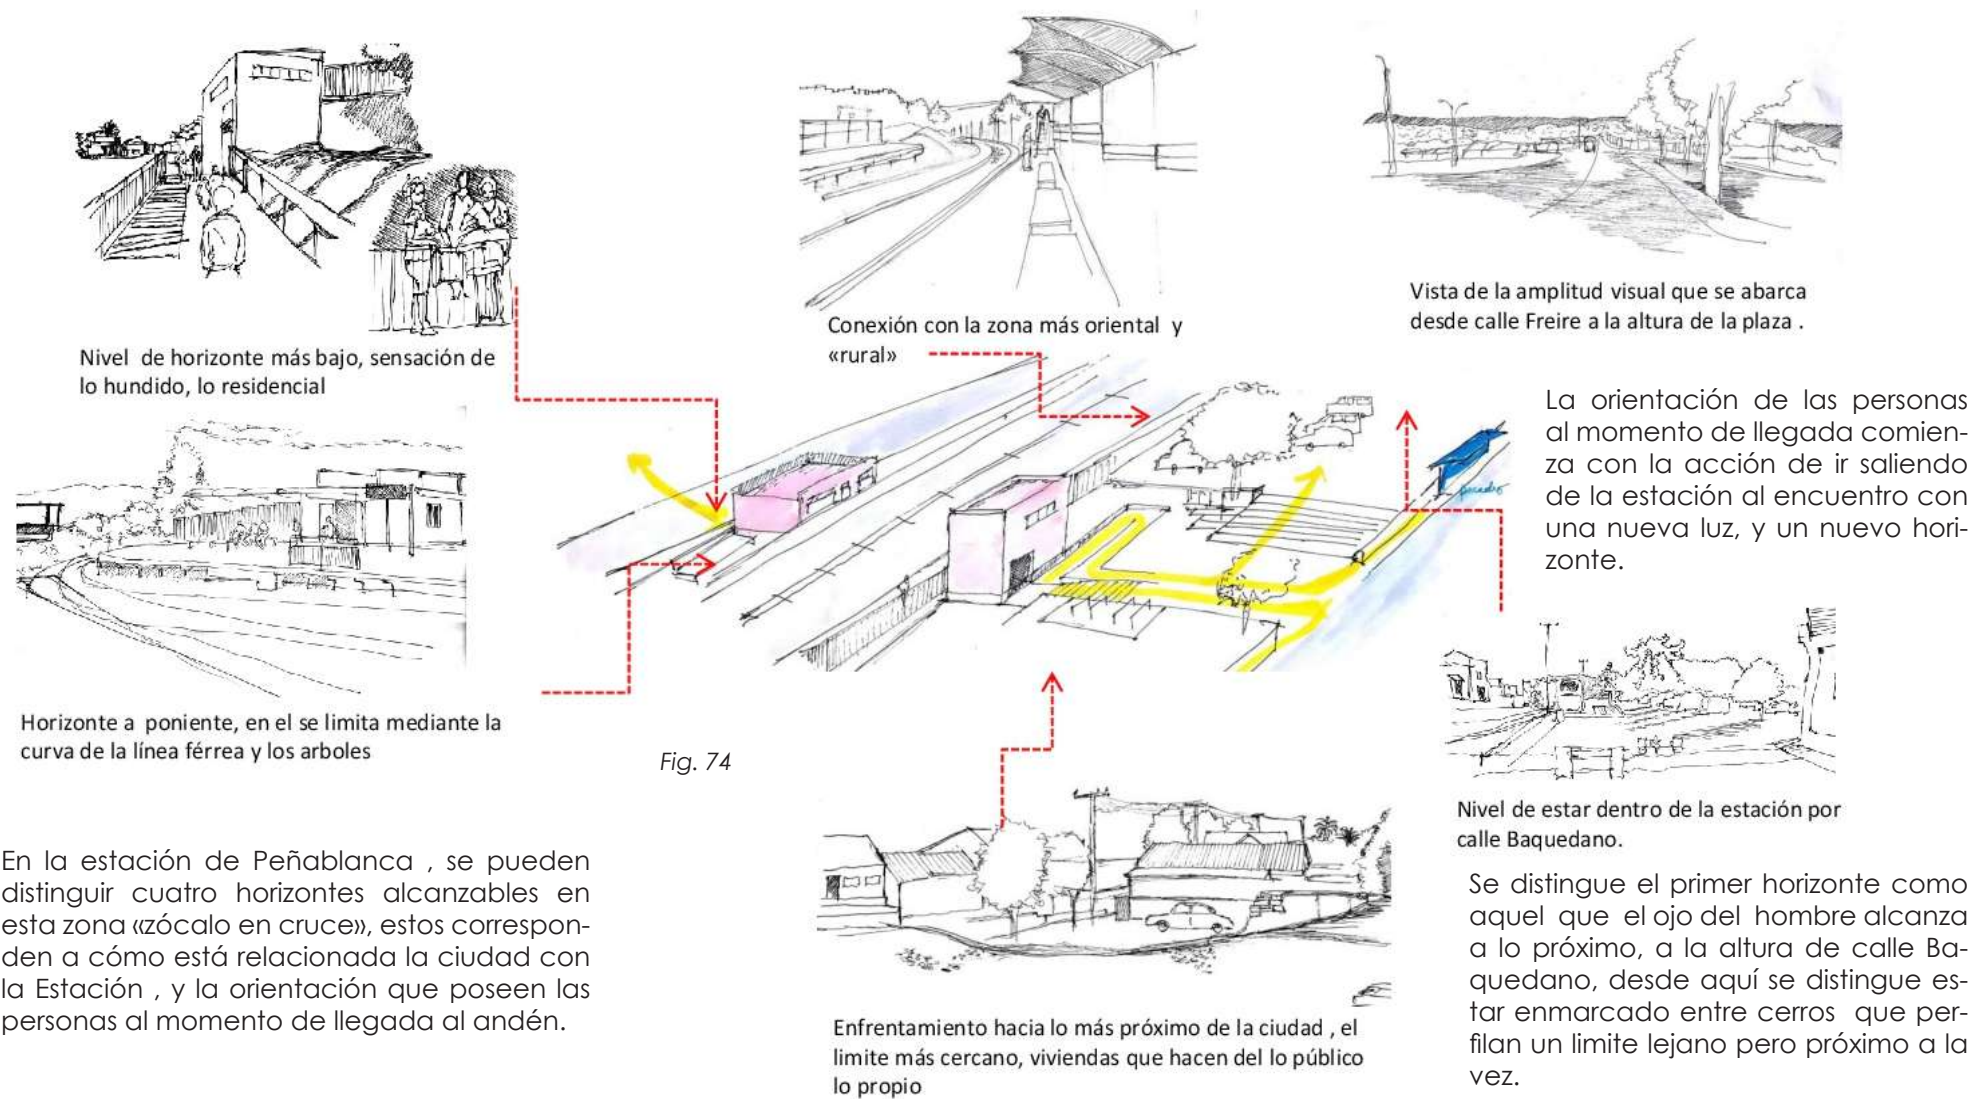 Nivel de horizonte más bajo, sensación de
lo hundido, lo residencial
Conexión con la zona más oriental y
«rural»
Vista de la amplitud visual que se abarca
desde calle Freire a la altura de la plaza .
La orientación de las personas
al momento de llegada comien-
za con la acción de ir saliendo
de la estación al encuentro con
una nueva luz, y un nuevo hori-
zonte.
paradero
Horizonte a poniente, en el se limita mediante la
curva de la línea férrea y los arboles
Fig. 74
Nivel de estar dentro de la estación por
calle Baquedano.
En la estación de Peñablanca , se pueden
distinguir cuatro horizontes alcanzables en
esta zona «zócalo en cruce», estos correspon-
den a cómo está relacionada la ciudad con
la Estación , y la orientación que poseen las
personas al momento de llegada al andén.
Enfrentamiento hacia lo más próximo de la ciudad , el
limite más cercano, viviendas que hacen del lo público
lo propio
Se distingue el primer horizonte como
aquel que el ojo del hombre alcanza
a lo próximo, a la altura de calle Ba-
quedano, desde aquí se distingue es-
tar enmarcado entre cerros que per-
filan un limite lejano pero próximo a la
vez.